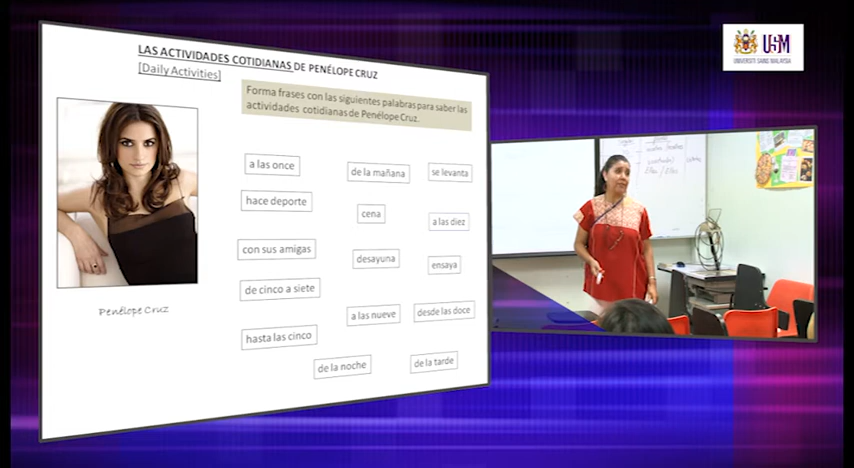 LAS ACTIVIDADES COTIDIANAS DE PENÉLOPE CRUZ
[Daily Activities]
Forma frases con las siguientes palabras para saber las
actividades cotidianas de Penélope Cruz.
a las once
de la mañana
se levanta
hace deporte
cena
a las diez
con sus amigas
desayuna
ensaya
de cinco a siete
a las nueve
desde las doce
hasta las cinco
de la noche
de la tarde
Penélope Cruz
USM
UNIVERSITI SAINS MALAYSIA